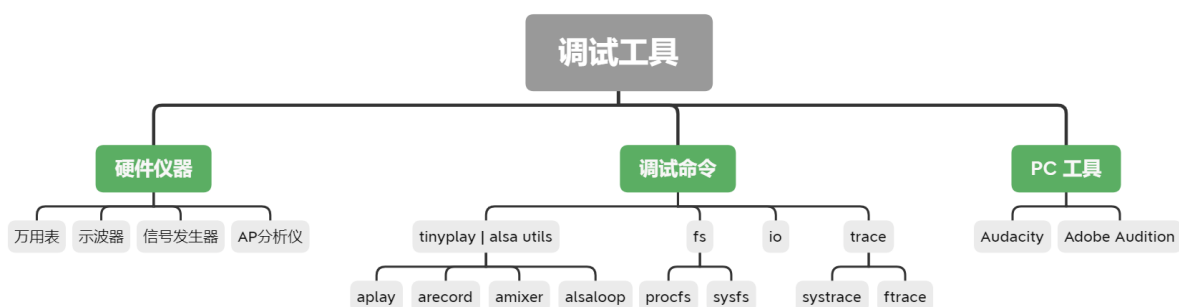 调试工具
硬件仪器
调试命令
PC 工具
万用表
示波器
信号发生器
AP分析仪
tinyplay | alsa utils
fs
io
trace
Audacity
Adobe Audition
aplay
arecord
amixer
alsaloop
procfs
sysfs
systrace
ftrace